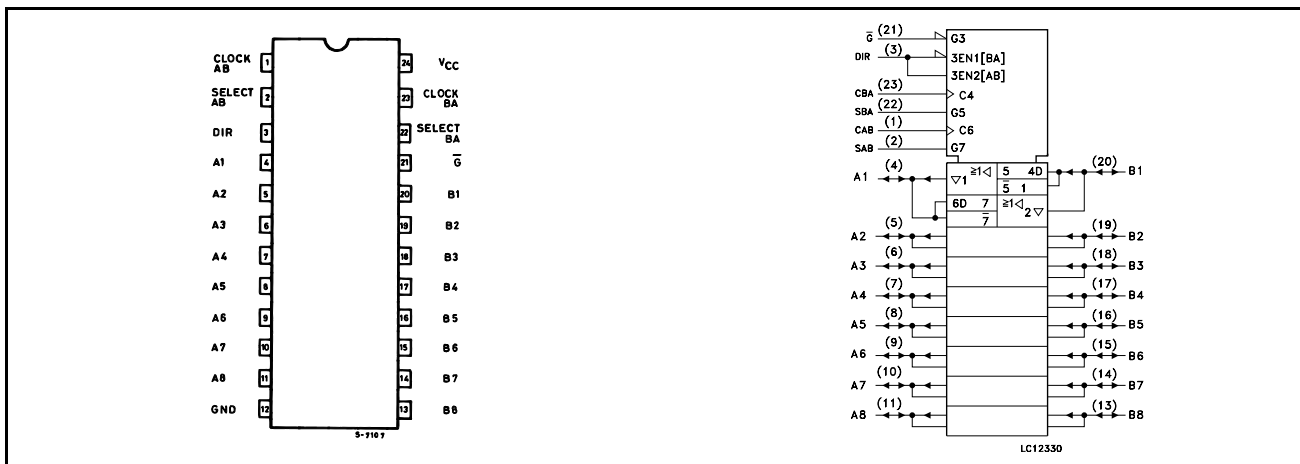 CLOCK AB 1 24 VCC
SELECT AB 2 23 CLOCK BA
DIR 3 22 SELECT BA
A1 4 21 G̅
A2 5 20 B1
A3 6 19 B2
A4 7 18 B3
A5 8 17 B4
A6 9 16 B5
A7 10 15 B6
A8 11 14 B7
GND 12 13 B8
S-7107
G̅ (21) G3
DIR (3) 3EN1[BA]
3EN2[AB]
CBA (23) C4
SBA (22) G5
CAB (1) C6
SAB (2) G7
A1 (4) ▽1 ≥1◁ 5 4D (20) B1
5̅ 1
6D 7 ≥1◁
7̅ 2▽
A2 (5) (19) B2
A3 (6) (18) B3
A4 (7) (17) B4
A5 (8) (16) B5
A6 (9) (15) B6
A7 (10) (14) B7
A8 (11) (13) B8
LC12330